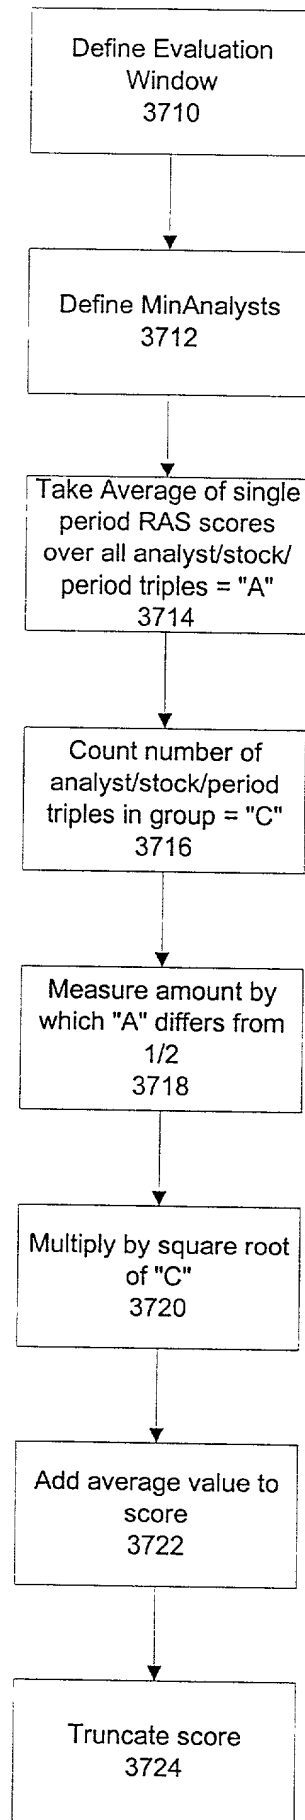 Define Evaluation
Window
3710
Define MinAnalysts
3712
Take Average of single
period RAS scores
over all analyst/stock/
period triples = "A"
3714
Count number of
analyst/stock/period
triples in group = "C"
3716
Measure amount by
which "A" differs from
1/2
3718
Multiply by square root
of "C"
3720
Add average value to
score
3722
Truncate score
3724